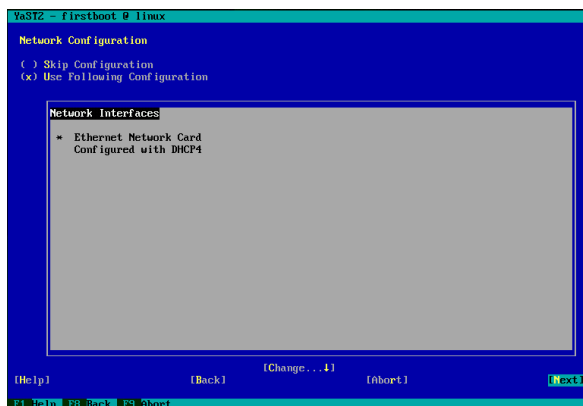 YaST2 - firstboot @ linux
Network Configuration
( ) Skip Configuration
(x) Use Following Configuration
Network Interfaces
* Ethernet Network Card
Configured with DHCP4
[Change...↓]
[Help] [Back] [Abort] [Next]
F1 Help F8 Back F9 Abort